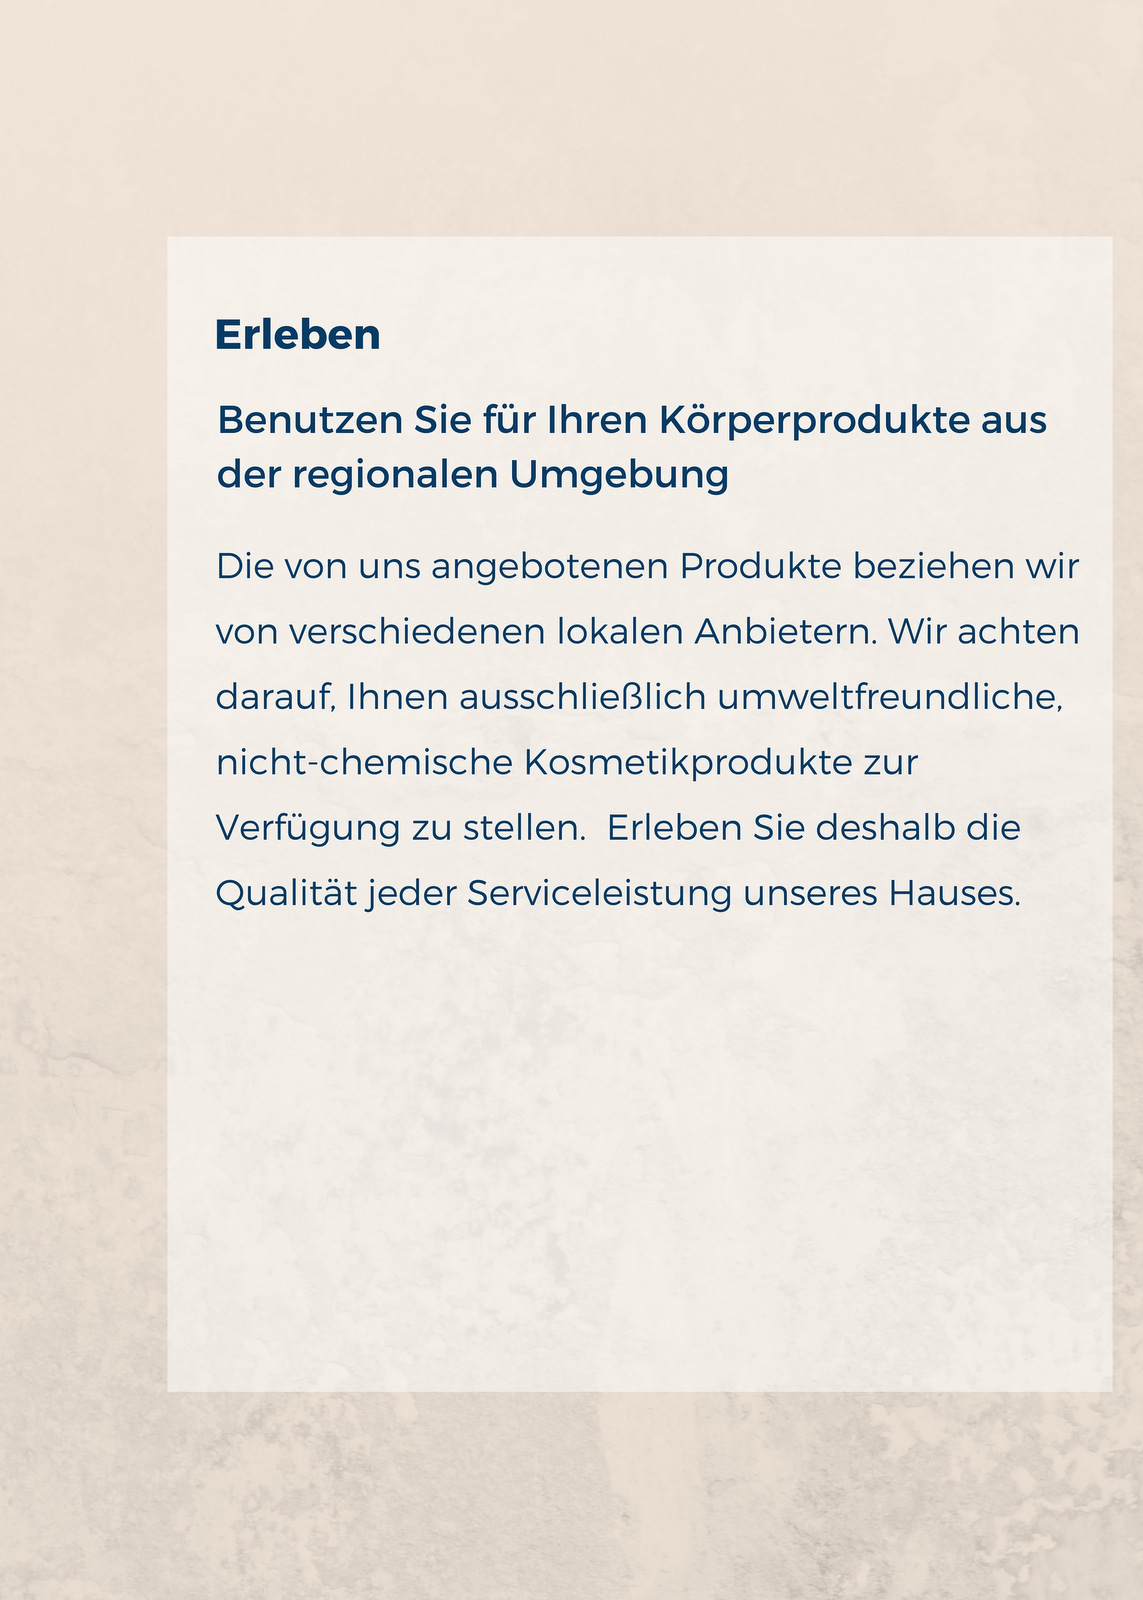 Erleben
Benutzen Sie für Ihren Körperprodukte aus
der regionalen Umgebung
Die von uns angebotenen Produkte beziehen wir
von verschiedenen lokalen Anbietern. Wir achten
darauf, Ihnen ausschließlich umweltfreundliche,
nicht-chemische Kosmetikprodukte zur
Verfügung zu stellen.  Erleben Sie deshalb die
Qualität jeder Serviceleistung unseres Hauses.